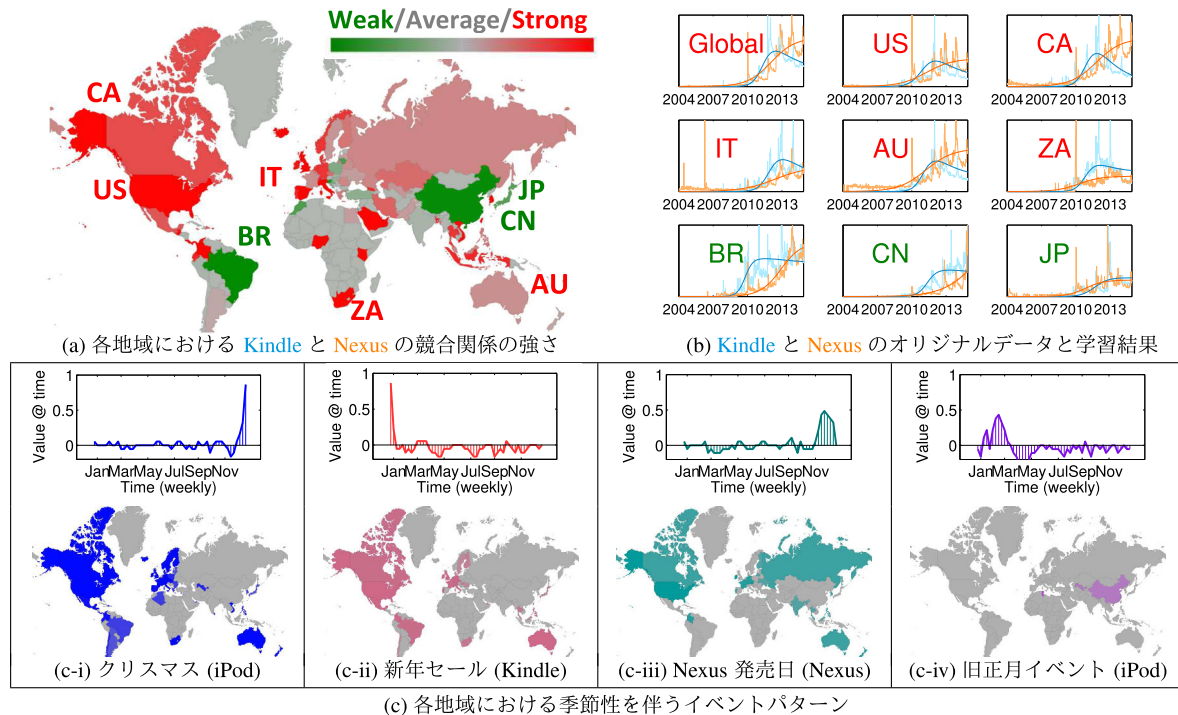 Weak/Average/Strong
CA
US
IT
JP
CN
BR
AU
ZA
(a) 各地域における Kindle と Nexus の競合関係の強さ
Global
2004 2007 2010 2013
US
2004 2007 2010 2013
CA
2004 2007 2010 2013
IT
2004 2007 2010 2013
AU
2004 2007 2010 2013
ZA
2004 2007 2010 2013
BR
2004 2007 2010 2013
CN
2004 2007 2010 2013
JP
2004 2007 2010 2013
(b) Kindle と Nexus のオリジナルデータと学習結果
Value @ time
1
0.5
0
JanMarMay JulSepNov
Time (weekly)
(c-i) クリスマス (iPod)
Value @ time
1
0.5
0
JanMarMay JulSepNov
Time (weekly)
(c-ii) 新年セール (Kindle)
Value @ time
1
0.5
0
JanMarMay JulSepNov
Time (weekly)
(c-iii) Nexus 発売日 (Nexus)
Value @ time
1
0.5
0
JanMarMay JulSepNov
Time (weekly)
(c-iv) 旧正月イベント (iPod)
(c) 各地域における季節性を伴うイベントパターン